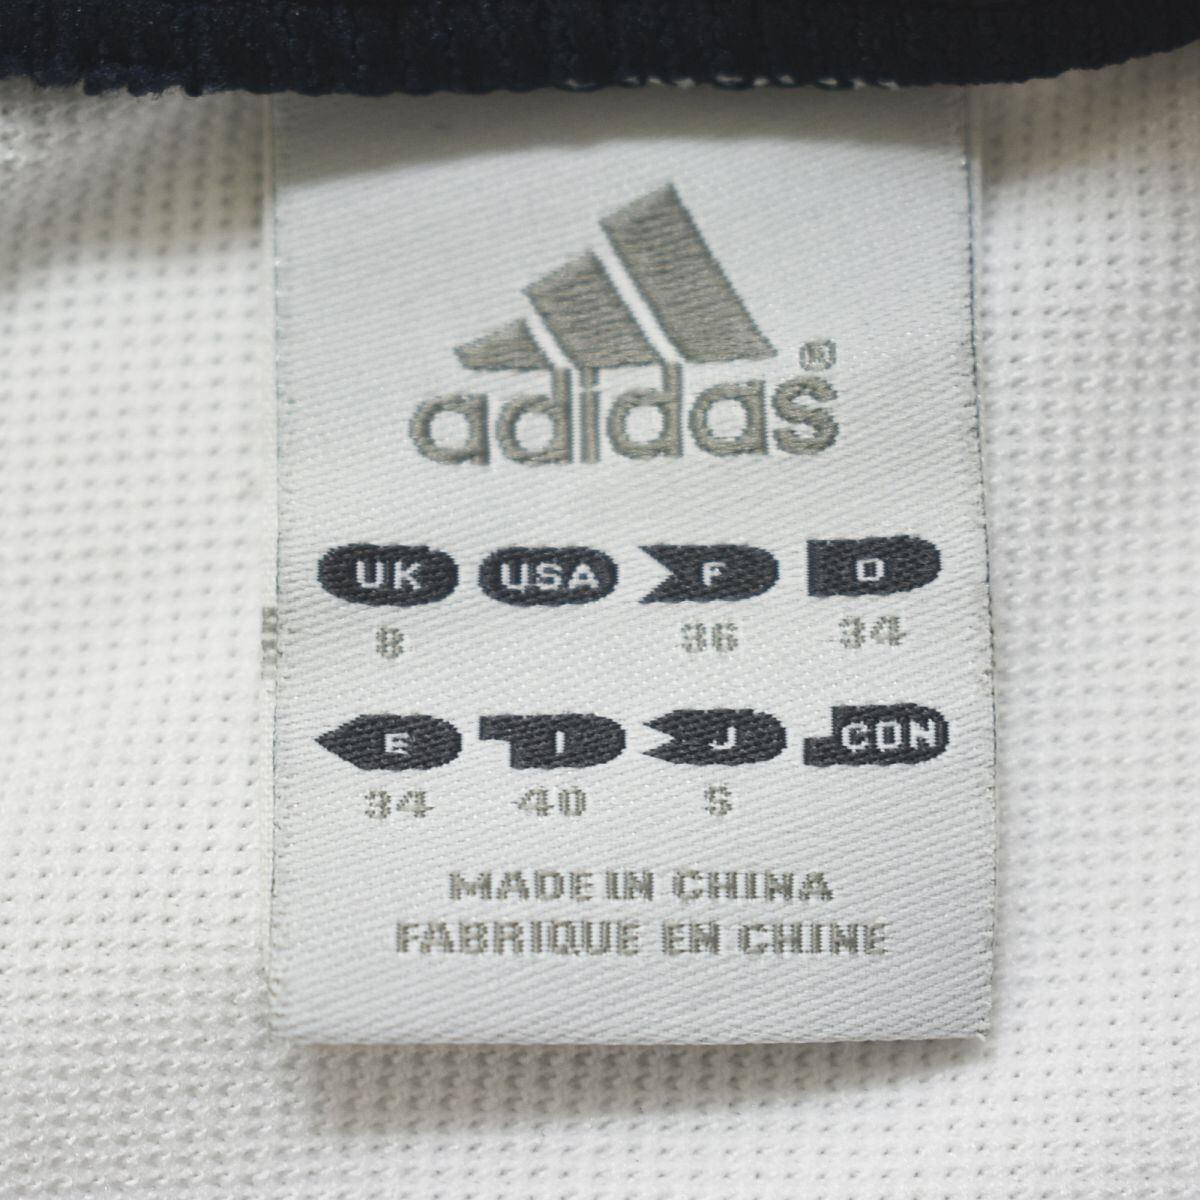 adidas®
UK USA F D
8 36 34
E I J CON
34 40 S
MADE IN CHINA
FABRIQUE EN CHINE